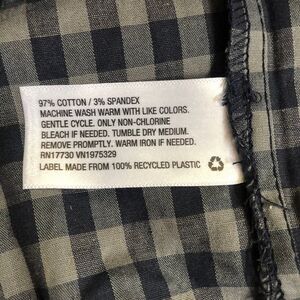 97% COTTON / 3% SPANDEX
MACHINE WASH WARM WITH LIKE COLORS.
GENTLE CYCLE. ONLY NON-CHLORINE
BLEACH IF NEEDED. TUMBLE DRY MEDIUM.
REMOVE PROMPTLY. WARM IRON IF NEEDED.
RN17730 VN1975329
LABEL MADE FROM 100% RECYCLED PLASTIC